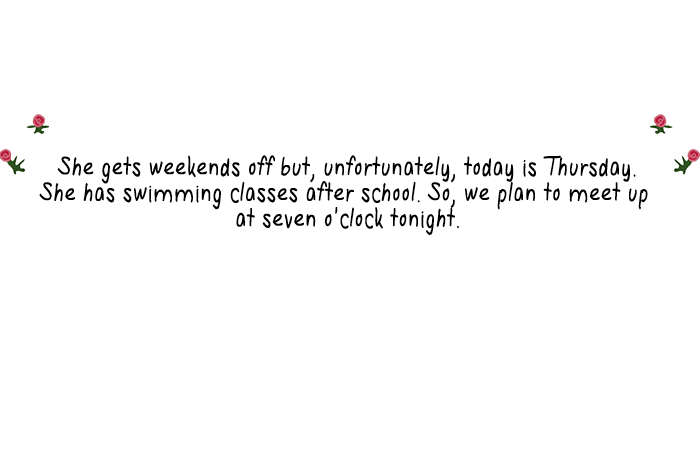 She gets weekends off but, unfortunately, today is Thursday.
She has swimming classes after school. So, we plan to meet up
at seven o'clock tonight.